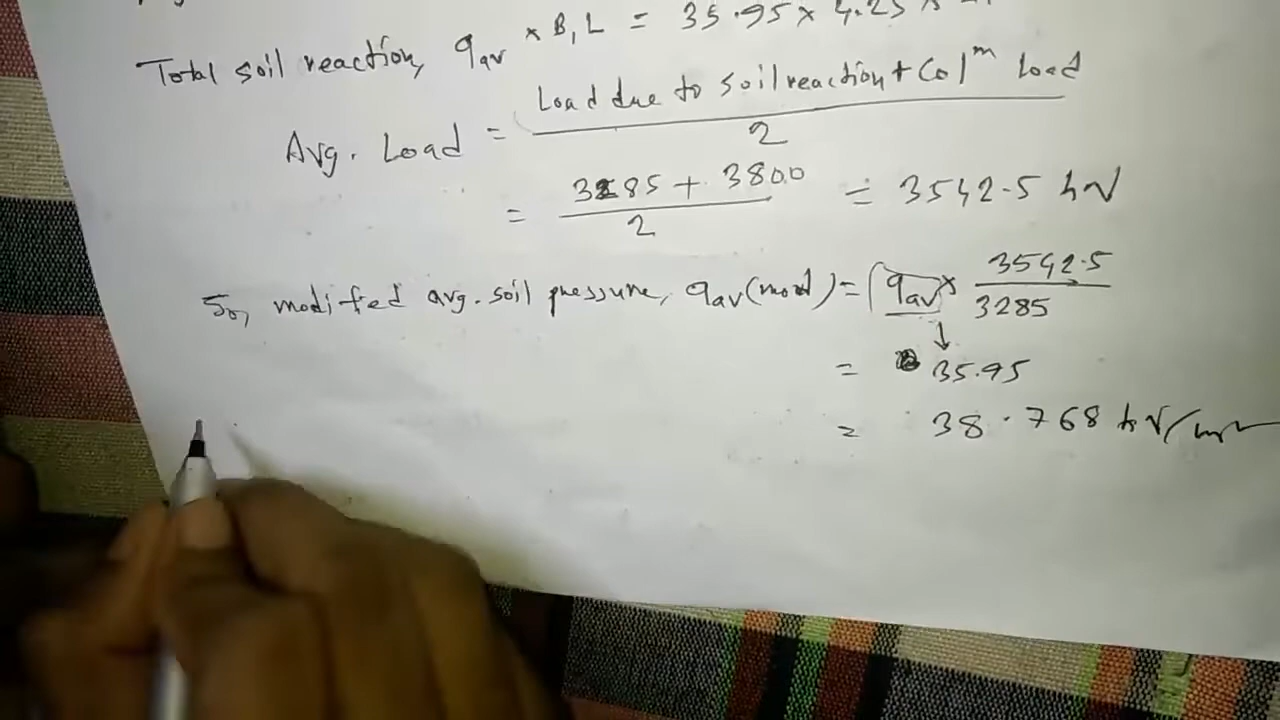 Total soil reaction, qav × B, L = 35.95 × 4.25 ×
Avg. Load = Load due to soil reaction + Colᵐ Load / 2
= 3285 + 3800 / 2 = 3542.5 kN
So, modified avg. soil pressure, qav(mod) = qav × 3542.5 / 3285
= 35.95
= 38.768 kN/m²